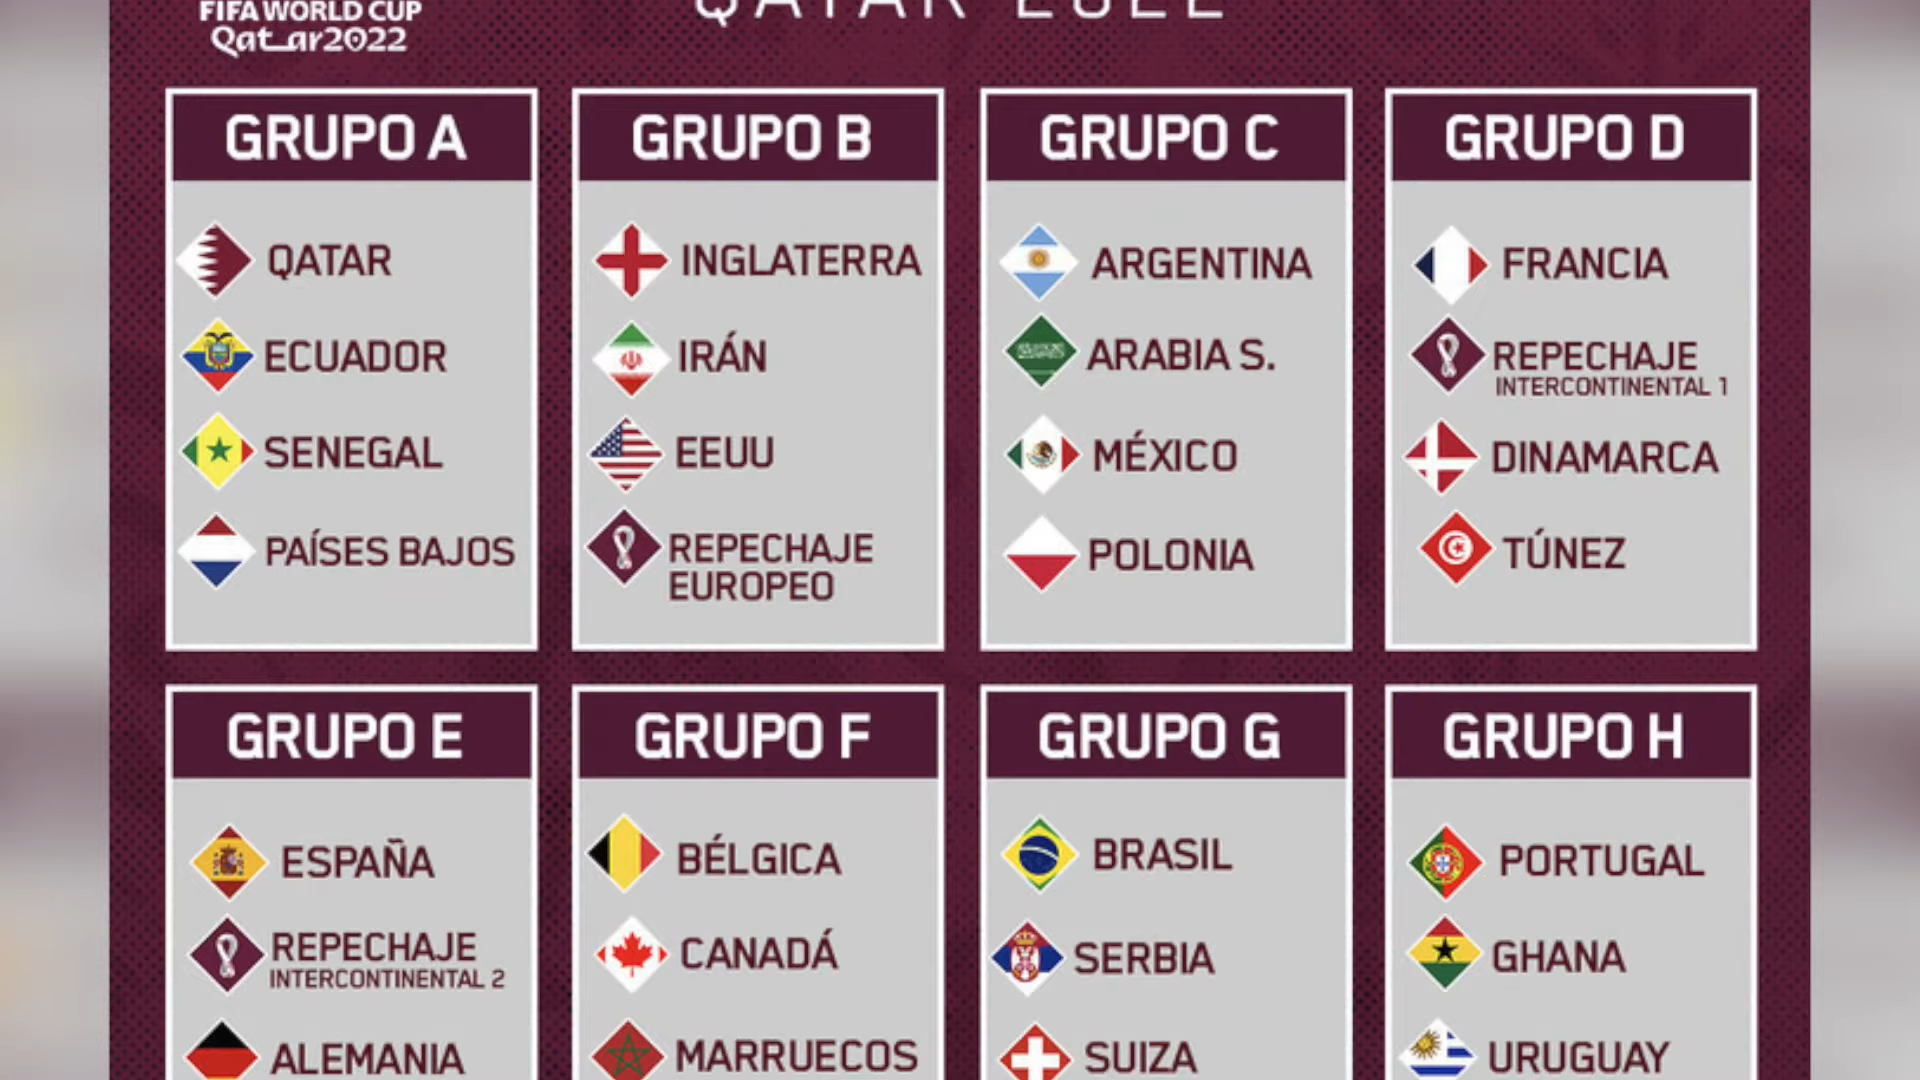 FIFA WORLD CUP
Qatar2022
QATAR 2022
GRUPO A
QATAR
ECUADOR
SENEGAL
PAÍSES BAJOS
GRUPO B
INGLATERRA
IRÁN
EEUU
REPECHAJE
EUROPEO
GRUPO C
ARGENTINA
ARABIA S.
MÉXICO
POLONIA
GRUPO D
FRANCIA
REPECHAJE
INTERCONTINENTAL 1
DINAMARCA
TÚNEZ
GRUPO E
ESPAÑA
REPECHAJE
INTERCONTINENTAL 2
ALEMANIA
GRUPO F
BÉLGICA
CANADÁ
MARRUECOS
GRUPO G
BRASIL
SERBIA
SUIZA
GRUPO H
PORTUGAL
GHANA
URUGUAY